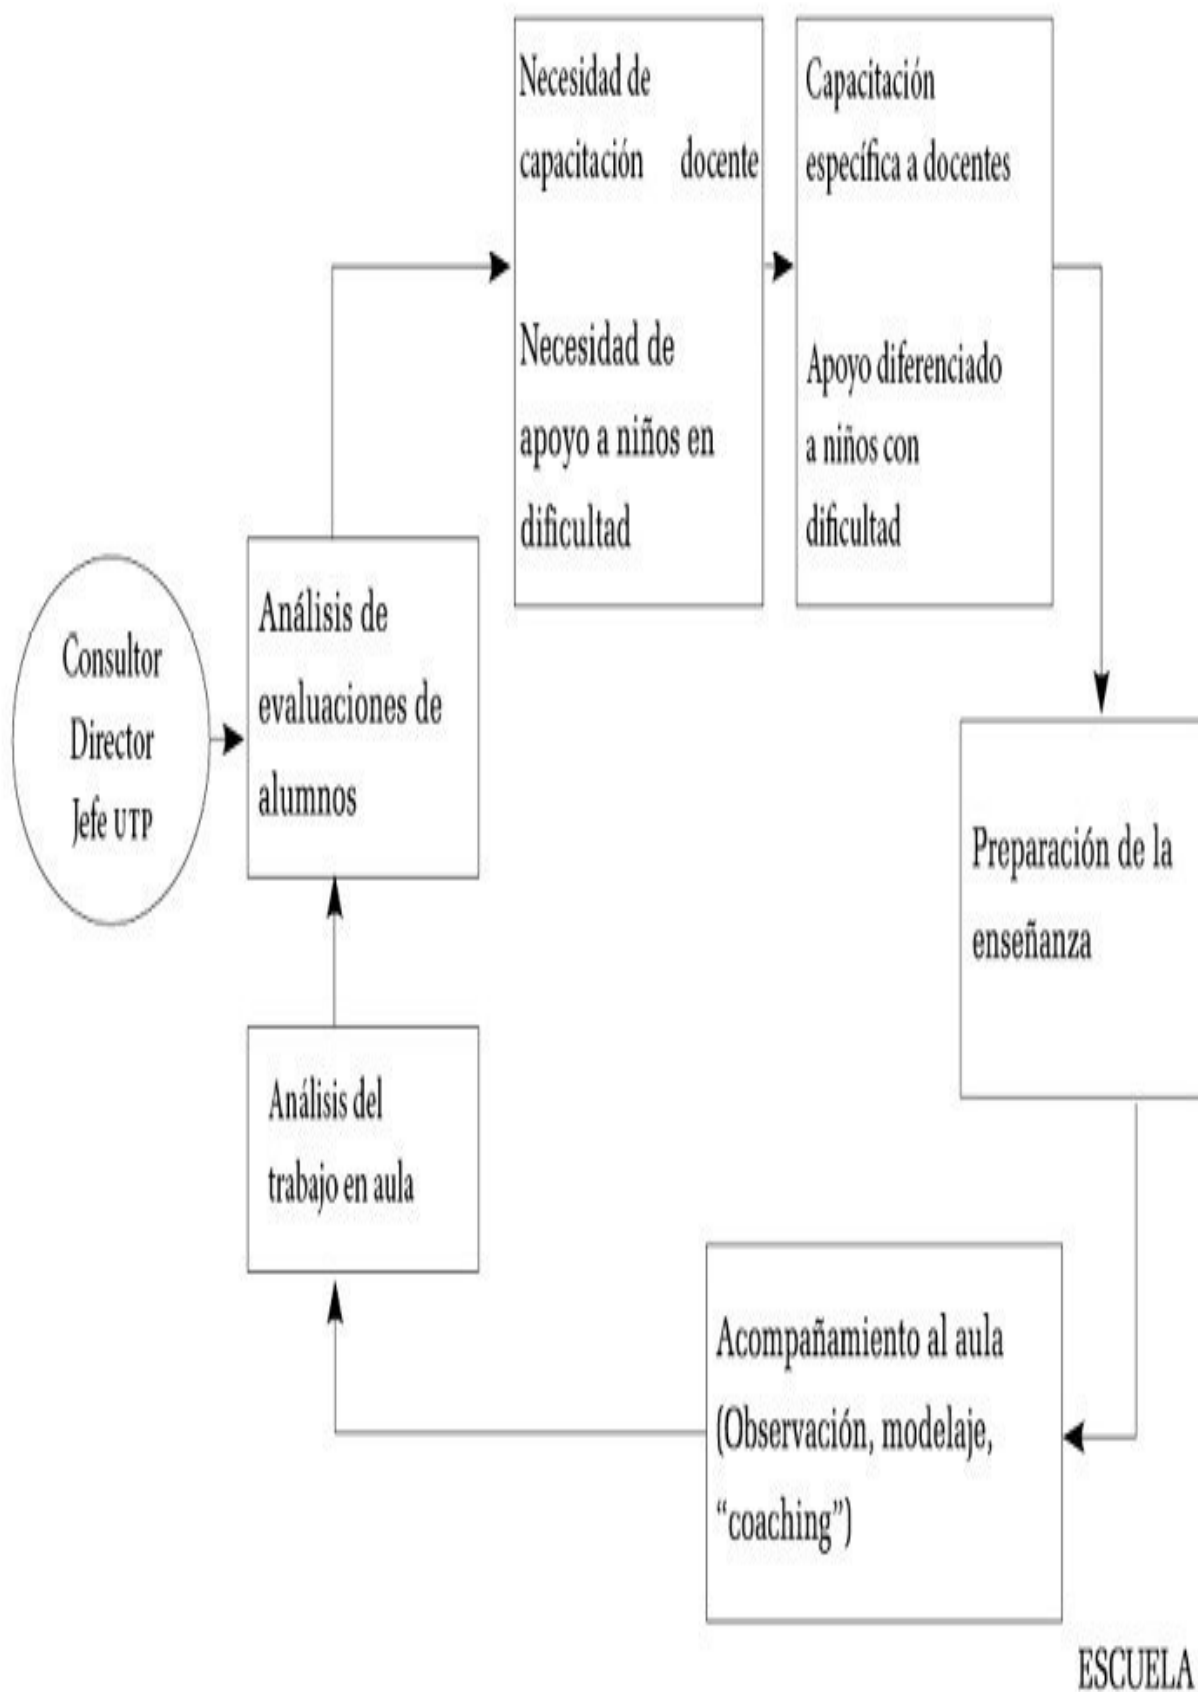 Necesidad de
capacitación docente
Necesidad de
apoyo a niños en
dificultad
Capacitación
específica a docentes
Apoyo diferenciado
a niños con
dificultad
Consultor
Director
Jefe UTP
Análisis de
evaluaciones de
alumnos
Preparación de la
enseñanza
Análisis del
trabajo en aula
Acompañamiento al aula
(Observación, modelaje,
“coaching”)
ESCUELA